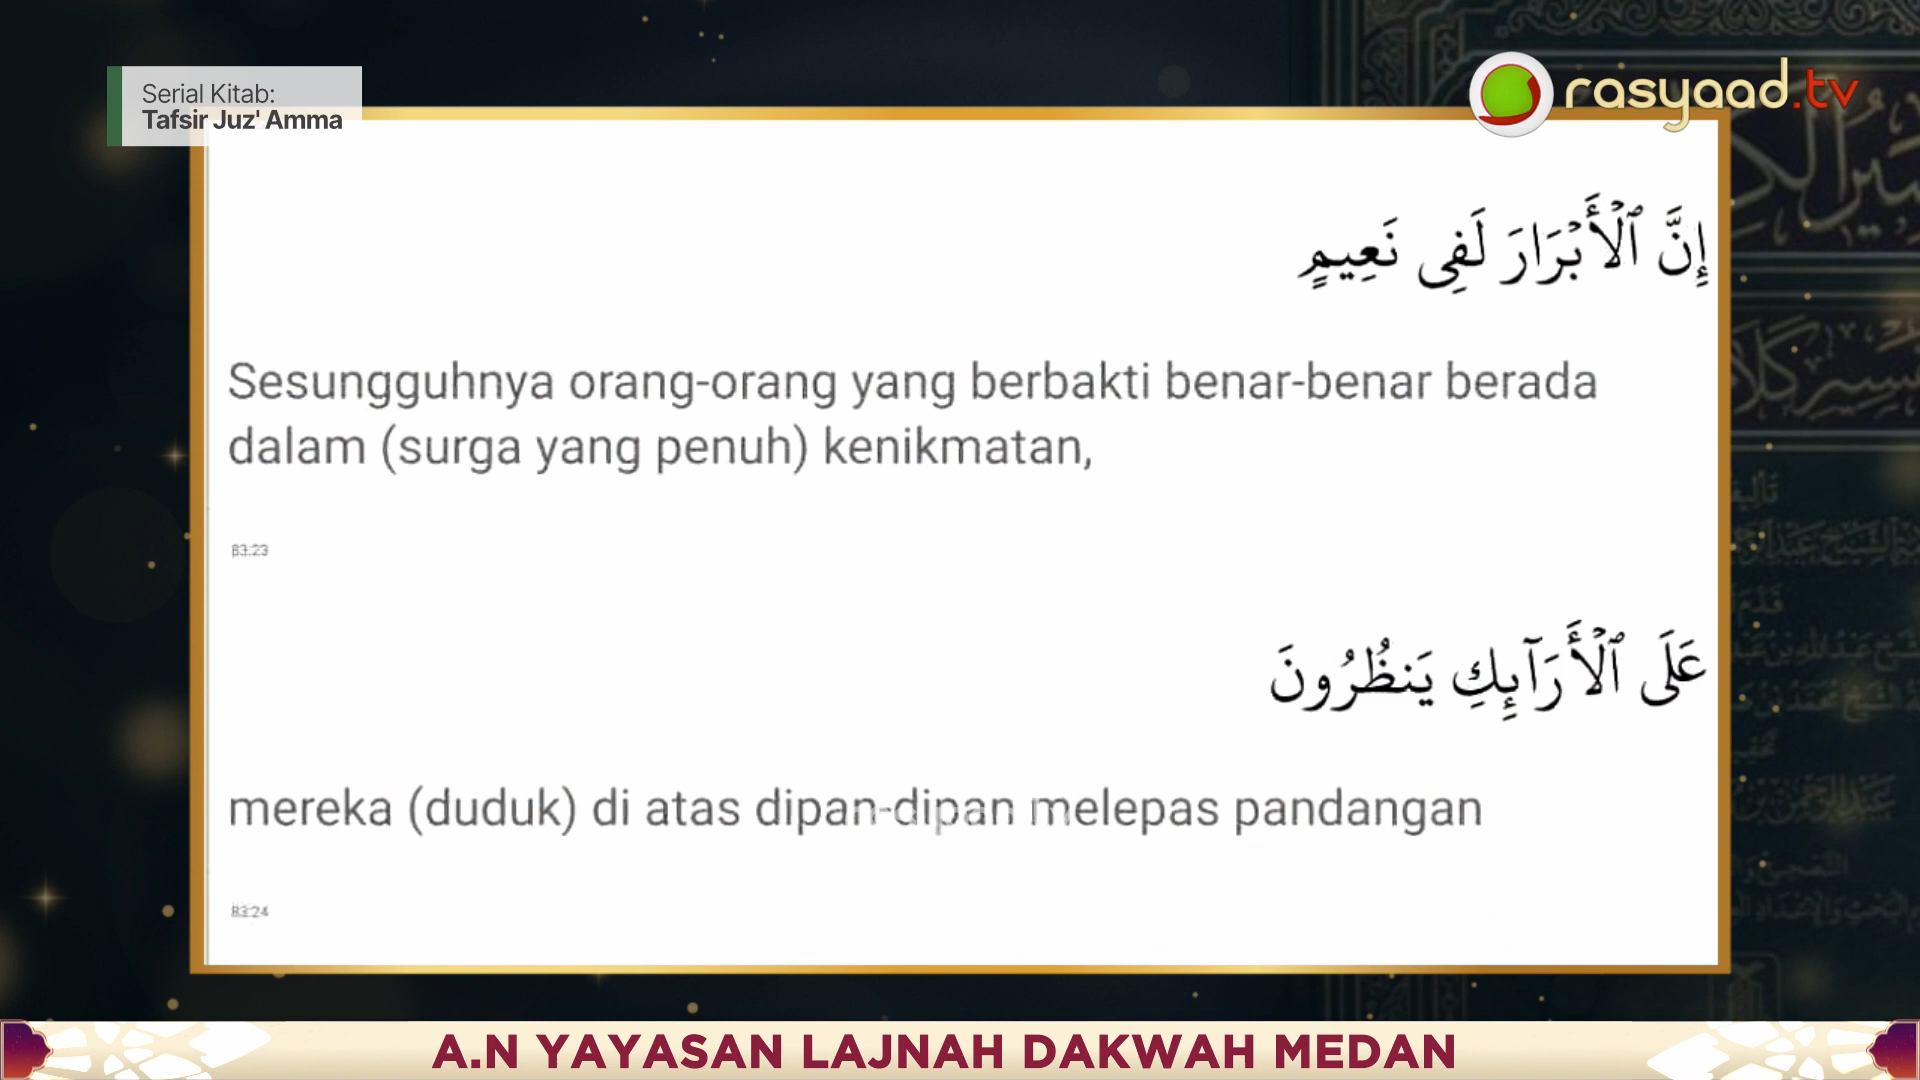 Serial Kitab:
Tafsir Juz' Amma
rasyaad.tv
إِنَّ ٱلْأَبْرَارَ لَفِى نَعِيمٍ
Sesungguhnya orang-orang yang berbakti benar-benar berada
dalam (surga yang penuh) kenikmatan,
83:23
عَلَى ٱلْأَرَآئِكِ يَنظُرُونَ
mereka (duduk) di atas dipan-dipan melepas pandangan
83:24
A.N YAYASAN LAJNAH DAKWAH MEDAN